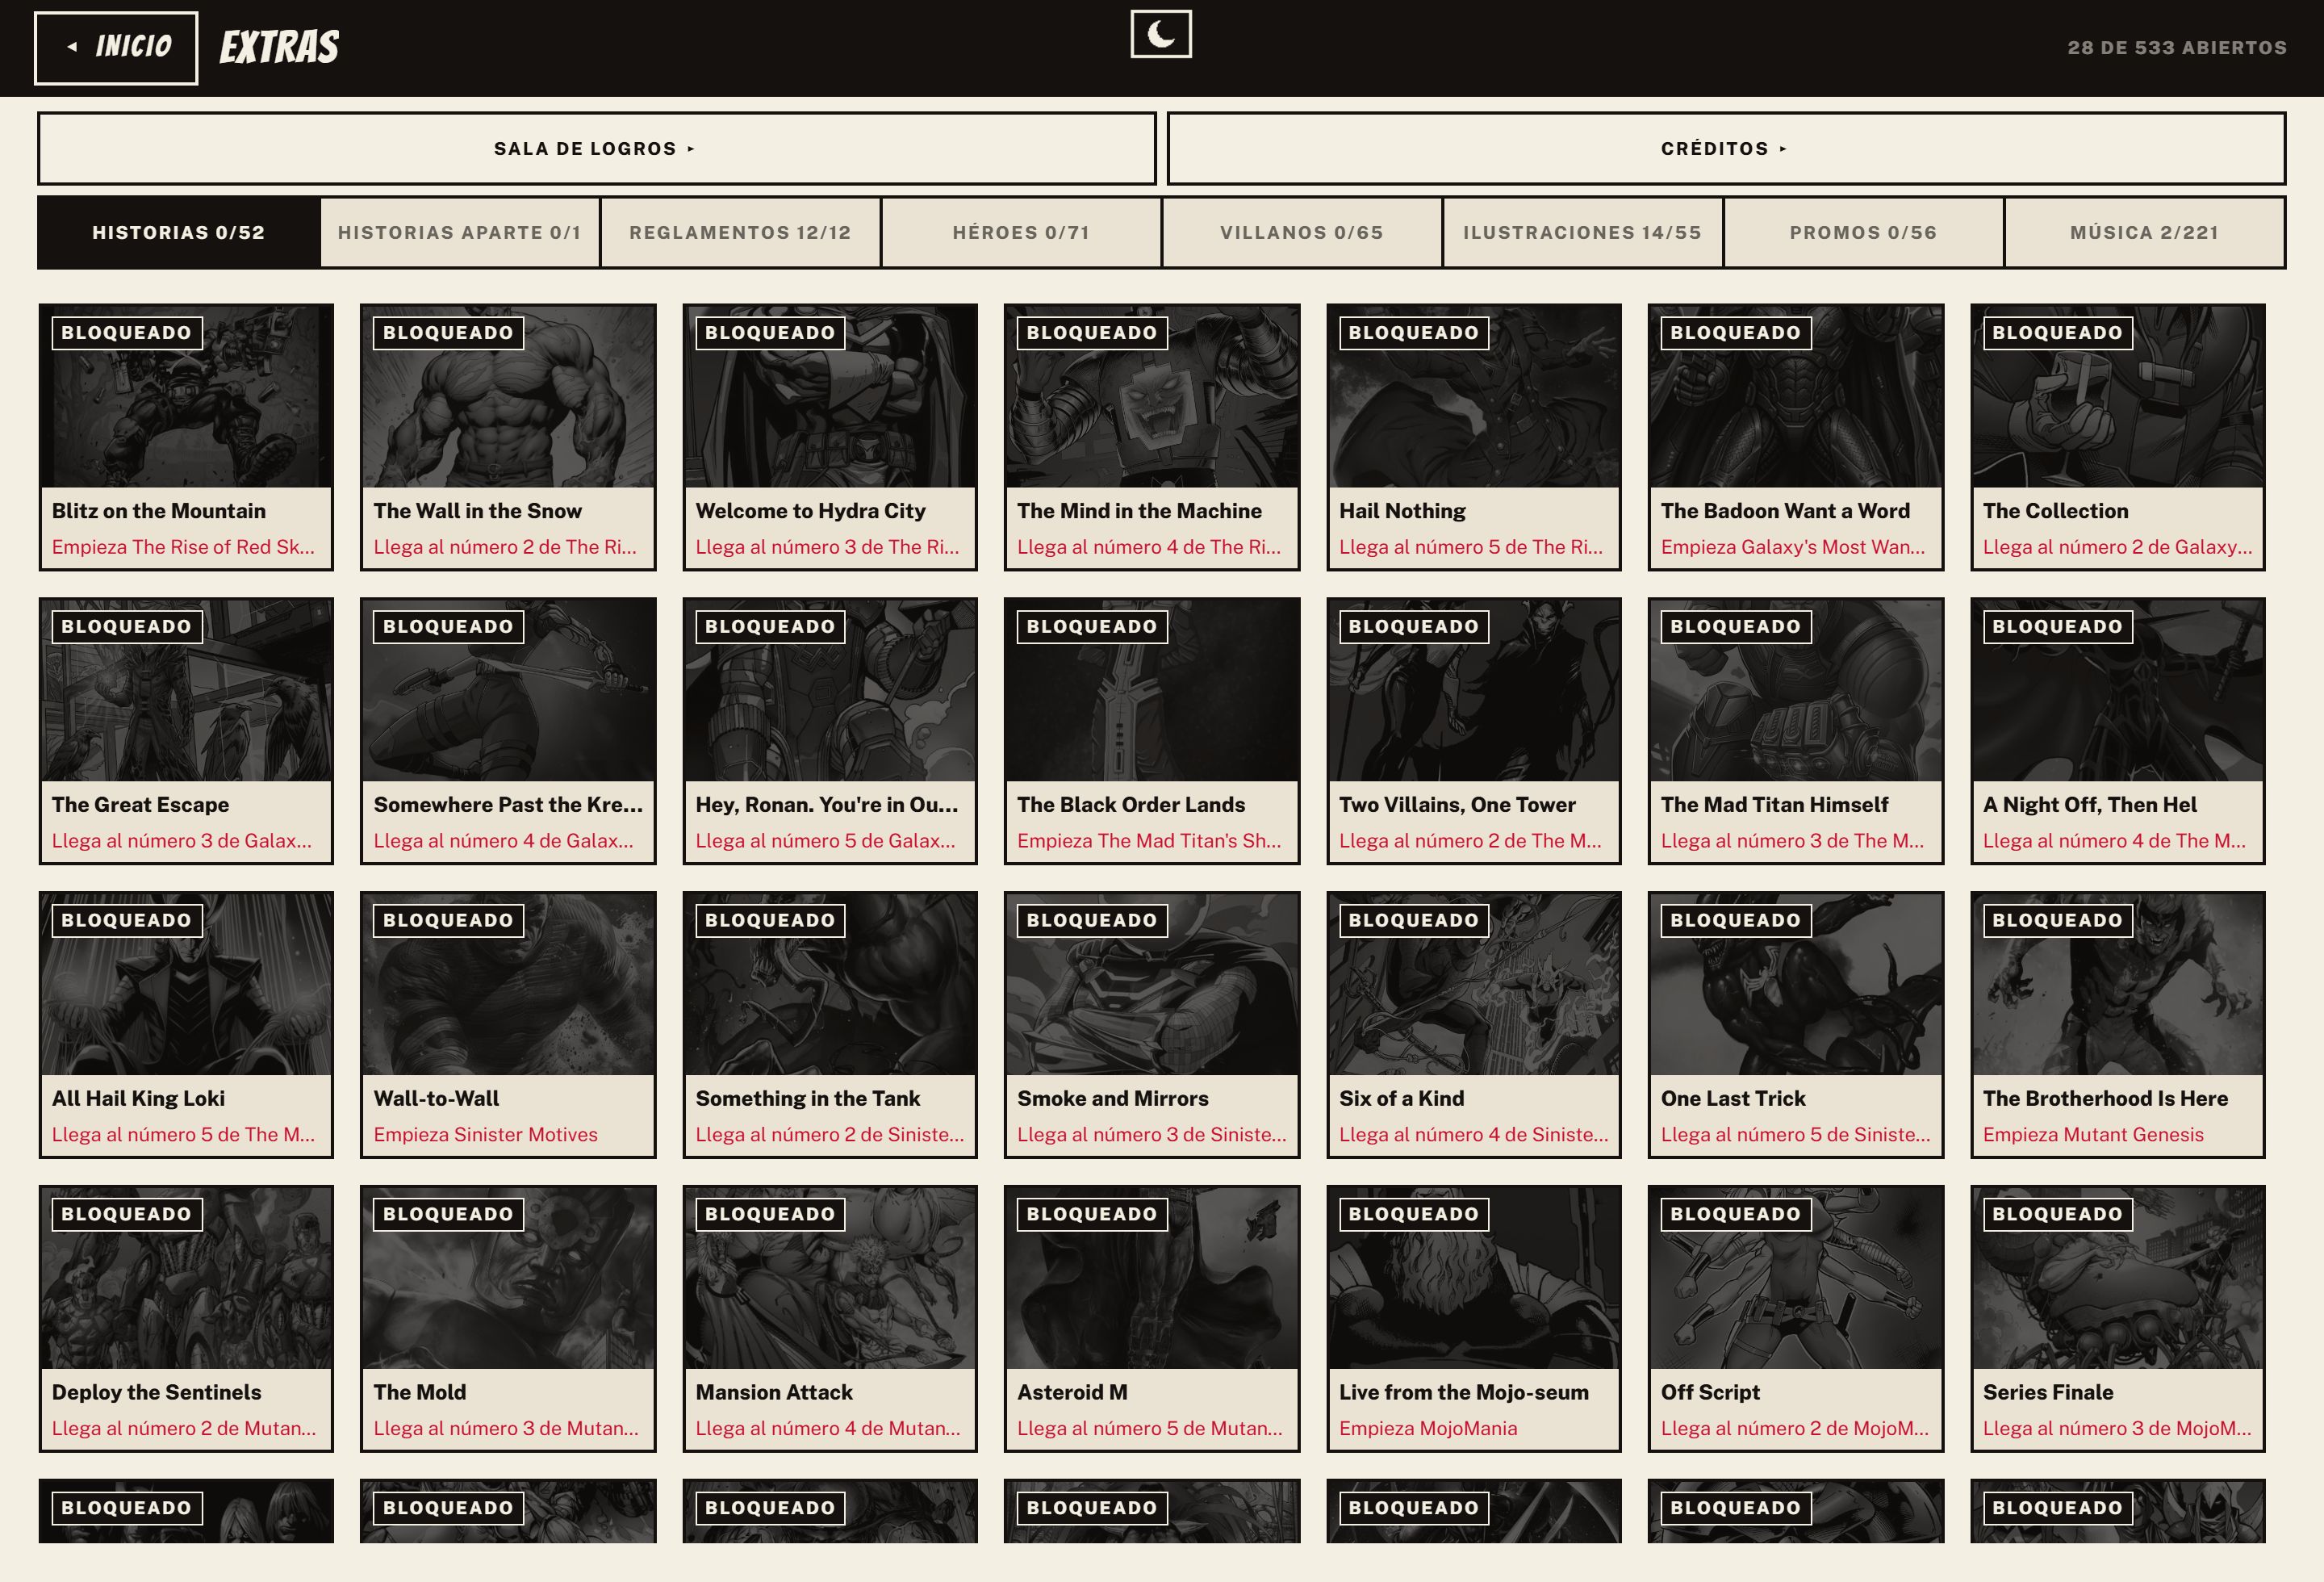 ◂ INICIO
EXTRAS
28 DE 533 ABIERTOS
SALA DE LOGROS ▸
CRÉDITOS ▸
HISTORIAS 0/52
HISTORIAS APARTE 0/1
REGLAMENTOS 12/12
HÉROES 0/71
VILLANOS 0/65
ILUSTRACIONES 14/55
PROMOS 0/56
MÚSICA 2/221
BLOQUEADO
Blitz on the Mountain
Empieza The Rise of Red Sk...
BLOQUEADO
The Wall in the Snow
Llega al número 2 de The Ri...
BLOQUEADO
Welcome to Hydra City
Llega al número 3 de The Ri...
BLOQUEADO
The Mind in the Machine
Llega al número 4 de The Ri...
BLOQUEADO
Hail Nothing
Llega al número 5 de The Ri...
BLOQUEADO
The Badoon Want a Word
Empieza Galaxy's Most Wan...
BLOQUEADO
The Collection
Llega al número 2 de Galaxy...
BLOQUEADO
The Great Escape
Llega al número 3 de Galax...
BLOQUEADO
Somewhere Past the Kre...
Llega al número 4 de Galax...
BLOQUEADO
Hey, Ronan. You're in Ou...
Llega al número 5 de Galax...
BLOQUEADO
The Black Order Lands
Empieza The Mad Titan's Sh...
BLOQUEADO
Two Villains, One Tower
Llega al número 2 de The M...
BLOQUEADO
The Mad Titan Himself
Llega al número 3 de The M...
BLOQUEADO
A Night Off, Then Hel
Llega al número 4 de The M...
BLOQUEADO
All Hail King Loki
Llega al número 5 de The M...
BLOQUEADO
Wall-to-Wall
Empieza Sinister Motives
BLOQUEADO
Something in the Tank
Llega al número 2 de Siniste...
BLOQUEADO
Smoke and Mirrors
Llega al número 3 de Siniste...
BLOQUEADO
Six of a Kind
Llega al número 4 de Siniste...
BLOQUEADO
One Last Trick
Llega al número 5 de Siniste...
BLOQUEADO
The Brotherhood Is Here
Empieza Mutant Genesis
BLOQUEADO
Deploy the Sentinels
Llega al número 2 de Mutan...
BLOQUEADO
The Mold
Llega al número 3 de Mutan...
BLOQUEADO
Mansion Attack
Llega al número 4 de Mutan...
BLOQUEADO
Asteroid M
Llega al número 5 de Mutan...
BLOQUEADO
Live from the Mojo-seum
Empieza MojoMania
BLOQUEADO
Off Script
Llega al número 2 de MojoM...
BLOQUEADO
Series Finale
Llega al número 3 de MojoM...
BLOQUEADO
BLOQUEADO
BLOQUEADO
BLOQUEADO
BLOQUEADO
BLOQUEADO
BLOQUEADO